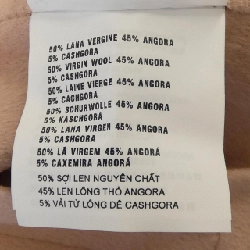 50% LANA VERGINE 45% ANGORA
5% CASHGORA
50% VIRGIN WOOL 45% ANGORA
5% CASHGORA
50% LAINE VIERGE 45% ANGORA
5% CASHGORA
50% SCHURWOLLE 45% ANGORA
5% KASCHGORA
50% LANA VIRGEN 45% ANGORA
5% CASHGORA
50% LÃ VIRGEM 45% ANGORÁ
5% CAXEMIRA ANGORÁ
50% SỢI LEN NGUYÊN CHẤT
45% LEN LÔNG THỎ ANGORA
5% VẢI TỪ LÔNG DÊ CASHGORA